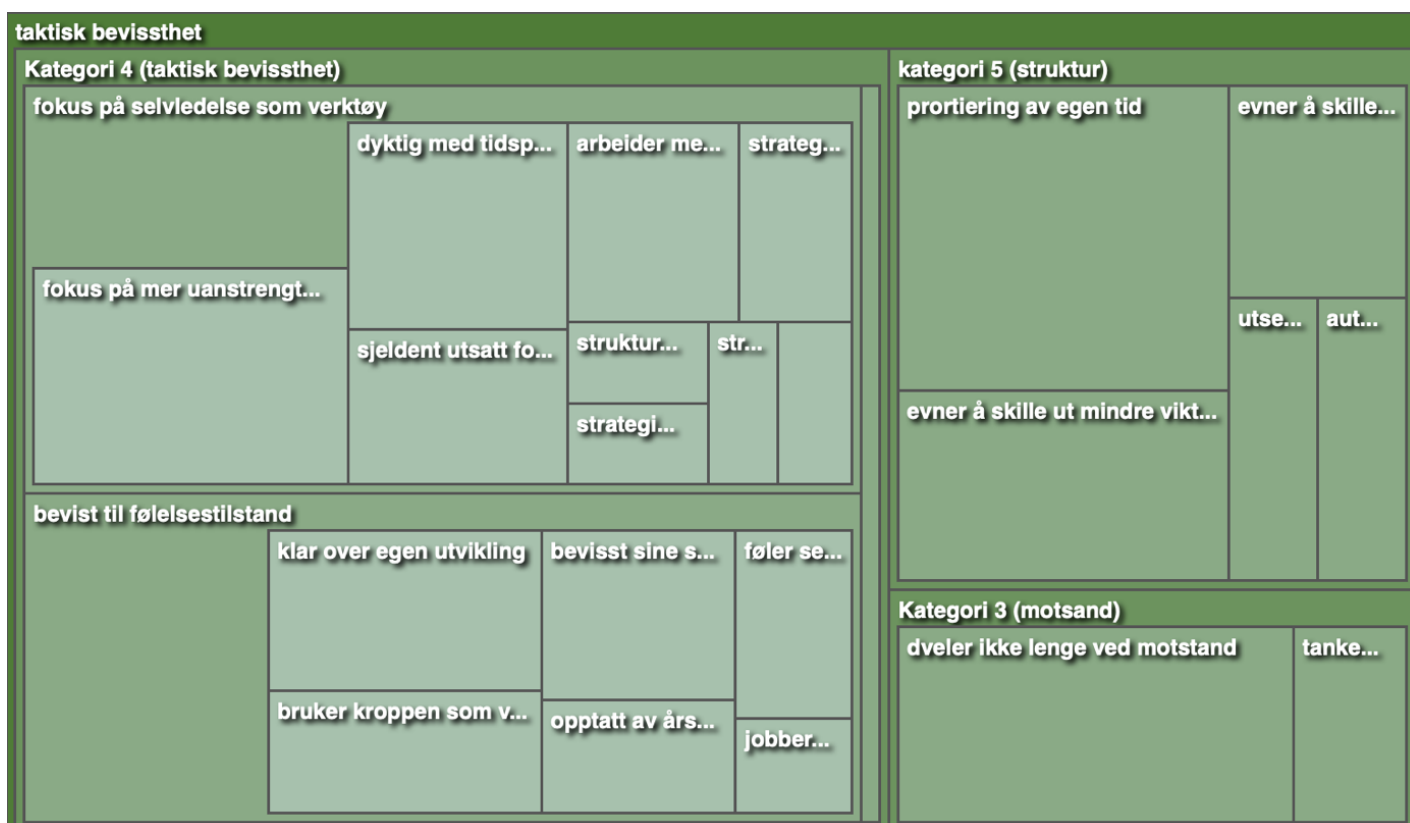 taktisk bevissthet
Kategori 4 (taktisk bevissthet)
fokus på selvledelse som verktøy
dyktig med tidsp...
arbeider me...
strateg...
fokus på mer uanstrengt...
sjeldent utsatt fo...
struktur...
str...
strategi...
bevist til følelsestilstand
klar over egen utvikling
bevisst sine s...
føler se...
bruker kroppen som v...
opptatt av års...
jobber...
kategori 5 (struktur)
prortiering av egen tid
evner å skille...
utse...
aut...
evner å skille ut mindre vikt...
Kategori 3 (motsand)
dveler ikke lenge ved motstand
tanke...